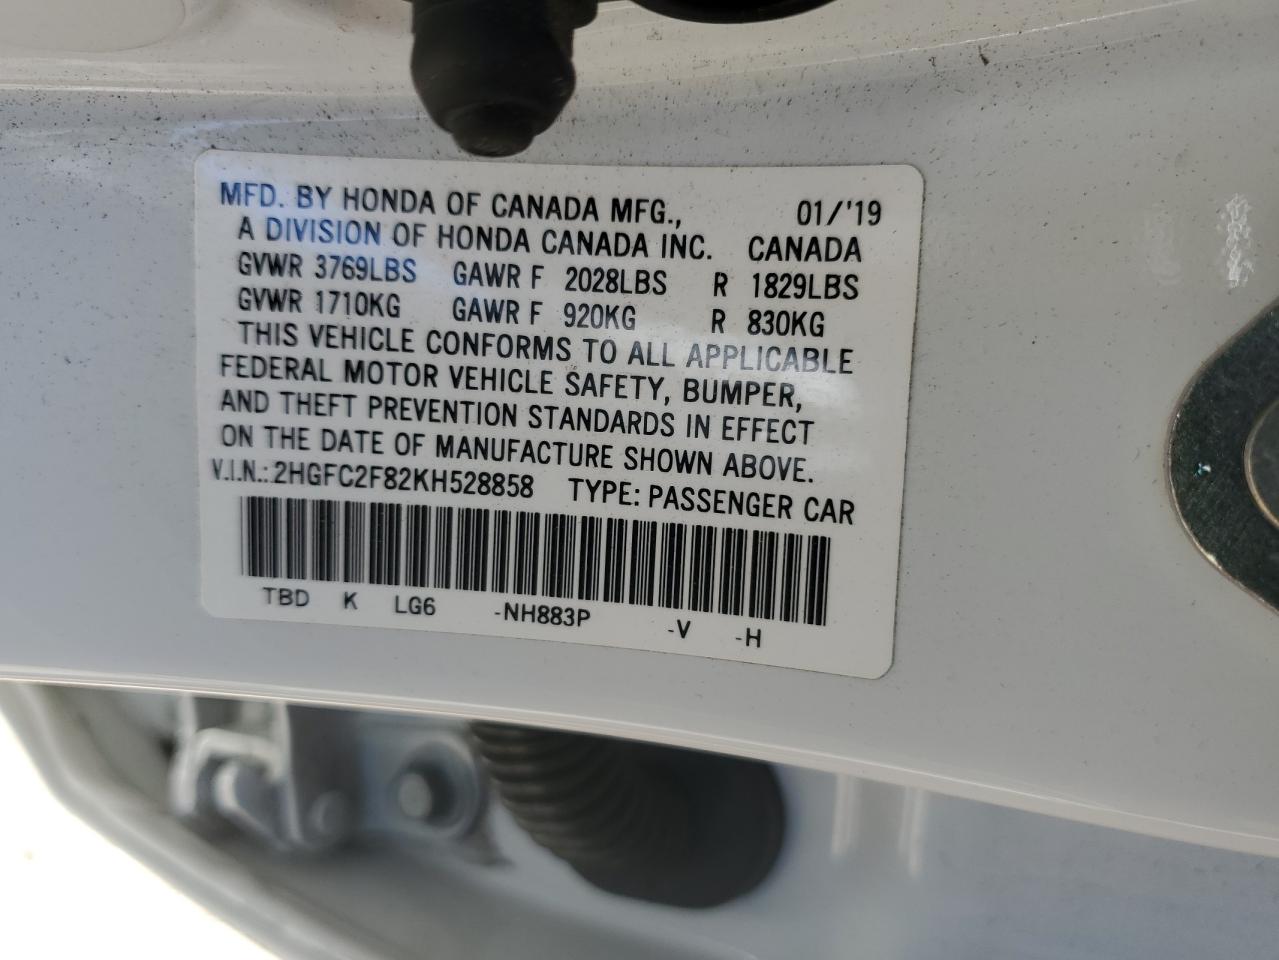 MFD. BY HONDA OF CANADA MFG., 01/'19
A DIVISION OF HONDA CANADA INC. CANADA
GVWR 3769LBS GAWR F 2028LBS R 1829LBS
GVWR 1710KG GAWR F 920KG R 830KG
THIS VEHICLE CONFORMS TO ALL APPLICABLE
FEDERAL MOTOR VEHICLE SAFETY, BUMPER,
AND THEFT PREVENTION STANDARDS IN EFFECT
ON THE DATE OF MANUFACTURE SHOWN ABOVE.
V.I.N.: 2HGFC2F82KH528858 TYPE: PASSENGER CAR
TBD K LG6 -NH883P -V -H